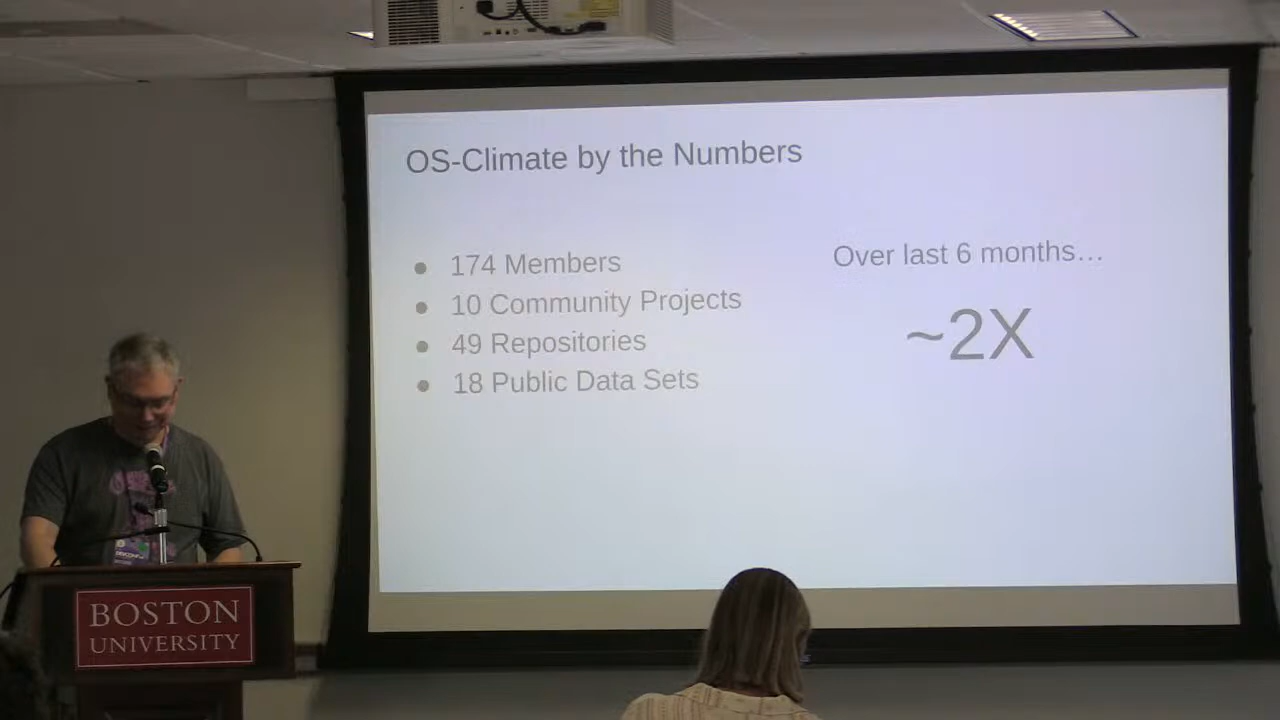 OS-Climate by the Numbers
● 174 Members
● 10 Community Projects
● 49 Repositories
● 18 Public Data Sets
Over last 6 months…
~2X
BOSTON
UNIVERSITY